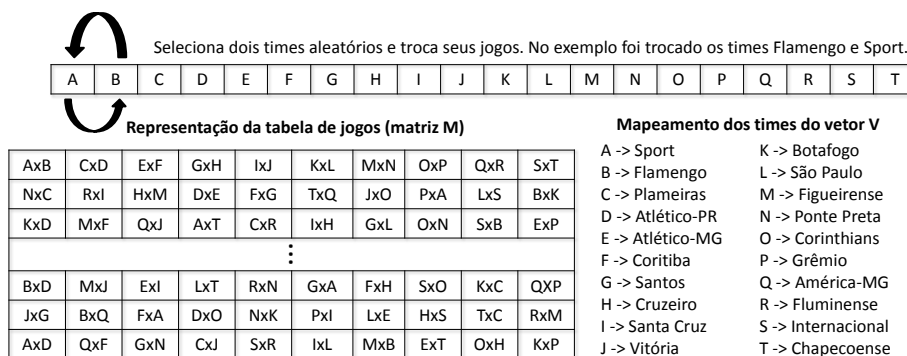 Seleciona dois times aleatórios e troca seus jogos. No exemplo foi trocado os times Flamengo e Sport.
A B C D E F G H I J K L M N O P Q R S T
Representação da tabela de jogos (matriz M)
AxB CxD ExF GxH IxJ KxL MxN OxP QxR SxT
NxC RxI HxM DxE FxG TxQ JxO PxA LxS BxK
KxD MxF QxJ AxT CxR IxH GxL OxN SxB ExP
⋮
BxD MxJ ExI LxT RxN GxA FxH SxO KxC QXP
JxG BxQ FxA DxO NxK PxI LxE HxS TxC RxM
AxD QxF GxN CxJ SxR IxL MxB ExT OxH KxP
Mapeamento dos times do vetor V
A -> Sport K -> Botafogo
B -> Flamengo L -> São Paulo
C -> Plameiras M -> Figueirense
D -> Atlético-PR N -> Ponte Preta
E -> Atlético-MG O -> Corinthians
F -> Coritiba P -> Grêmio
G -> Santos Q -> América-MG
H -> Cruzeiro R -> Fluminense
I -> Santa Cruz S -> Internacional
J -> Vitória T -> Chapecoense